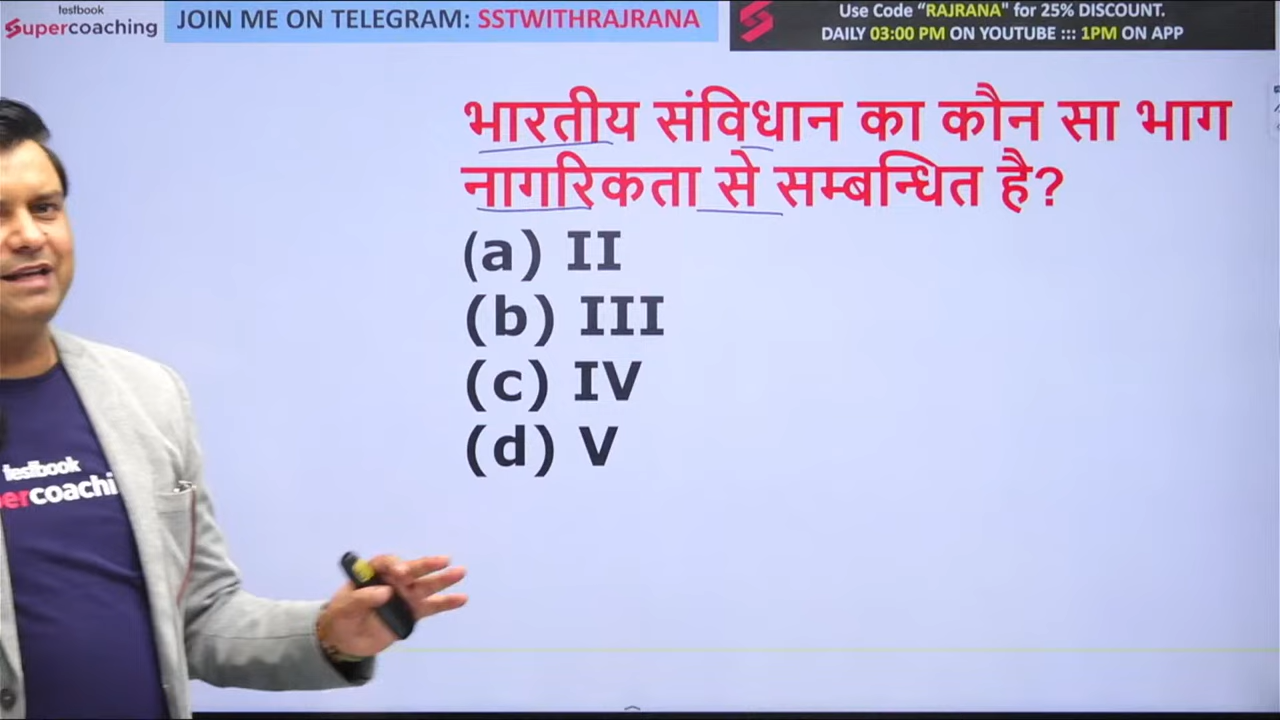 testbook
Supercoaching
JOIN ME ON TELEGRAM: SSTWITHRAJRANA
Use Code “RAJRANA" for 25% DISCOUNT.
DAILY 03:00 PM ON YOUTUBE ::: 1PM ON APP
भारतीय संविधान का कौन सा भाग
नागरिकता से सम्बन्धित है?
(a) II
(b) III
(c) IV
(d) V
testbook
ercoachi